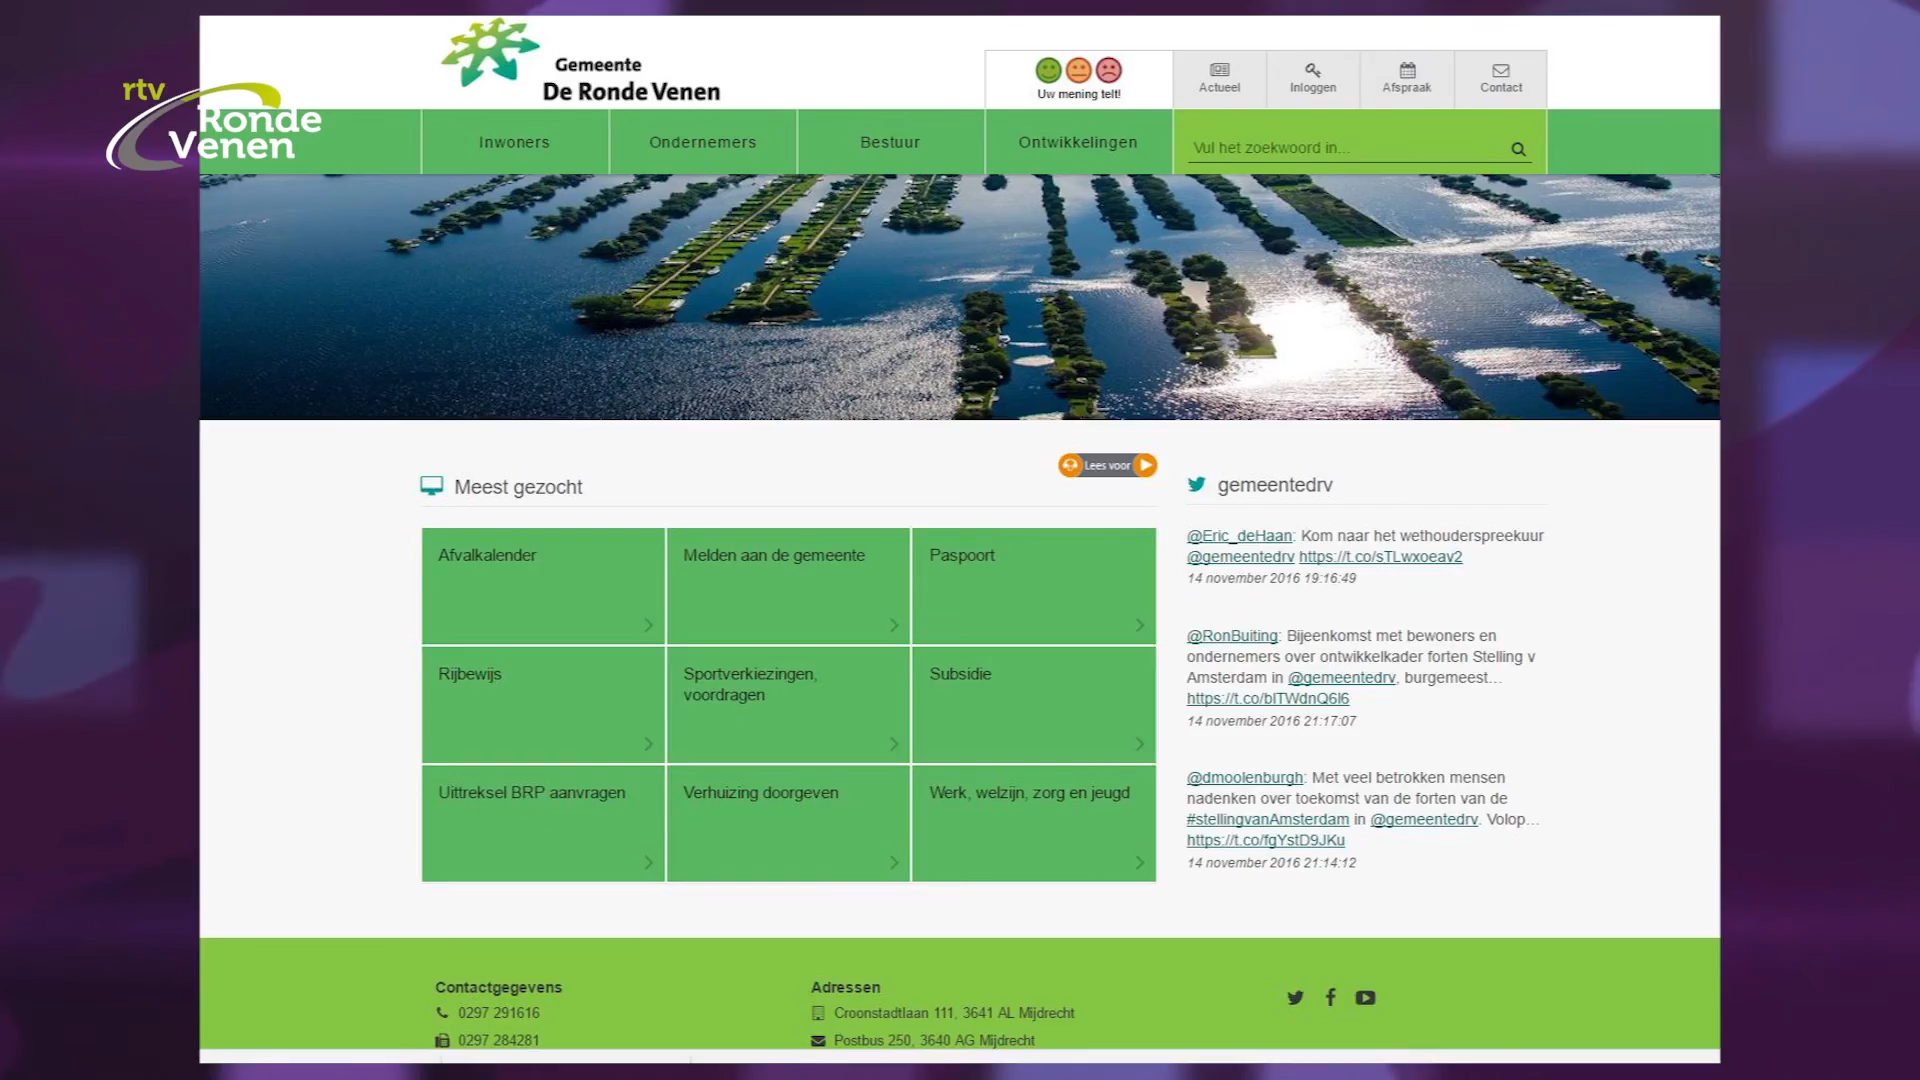 rtv
Ronde
Venen
Gemeente
De Ronde Venen
Uw mening telt!
Actueel
Inloggen
Afspraak
Contact
Inwoners
Ondernemers
Bestuur
Ontwikkelingen
Vul het zoekwoord in...
Meest gezocht
Lees voor
Afvalkalender
Melden aan de gemeente
Paspoort
Rijbewijs
Sportverkiezingen,
voordragen
Subsidie
Uittreksel BRP aanvragen
Verhuizing doorgeven
Werk, welzijn, zorg en jeugd
gemeentedrv
@Eric_deHaan: Kom naar het wethouderspreekuur
@gemeentedrv https://t.co/sTLwxoeav2
14 november 2016 19:16:49
@RonBuiting: Bijeenkomst met bewoners en
ondernemers over ontwikkelkader forten Stelling v
Amsterdam in @gemeentedrv, burgemeest…
https://t.co/bITWdnQ6l6
14 november 2016 21:17:07
@dmoolenburgh: Met veel betrokken mensen
nadenken over toekomst van de forten van de
#stellingvanAmsterdam in @gemeentedrv. Volop…
https://t.co/fgYstD9JKu
14 november 2016 21:14:12
Contactgegevens
0297 291616
0297 284281
Adressen
Croonstadtlaan 111, 3641 AL Mijdrecht
Postbus 250, 3640 AG Mijdrecht